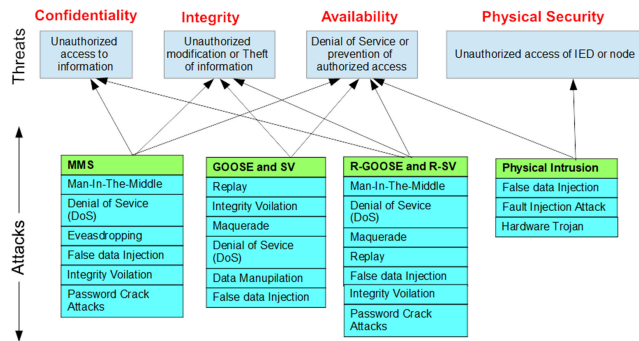 Confidentiality
Integrity
Availability
Physical Security
Threats
Unauthorized
access to
information
Unauthorized
modification or Theft
of information
Denial of Service or
prevention of
authorized access
Unauthorized access of IED or node
Attacks
MMS
Man-In-The-Middle
Denial of Sevice
(DoS)
Eveasdropping
False data Injection
Integrity Voilation
Password Crack
Attacks
GOOSE and SV
Replay
Integrity Voilation
Maquerade
Denial of Sevice
(DoS)
Data Manupilation
False data Injection
R-GOOSE and R-SV
Man-In-The-Middle
Denial of Sevice
(DoS)
Maquerade
Replay
False data Injection
Integrity Voilation
Password Crack
Attacks
Physical Intrusion
False data Injection
Fault Injection Attack
Hardware Trojan